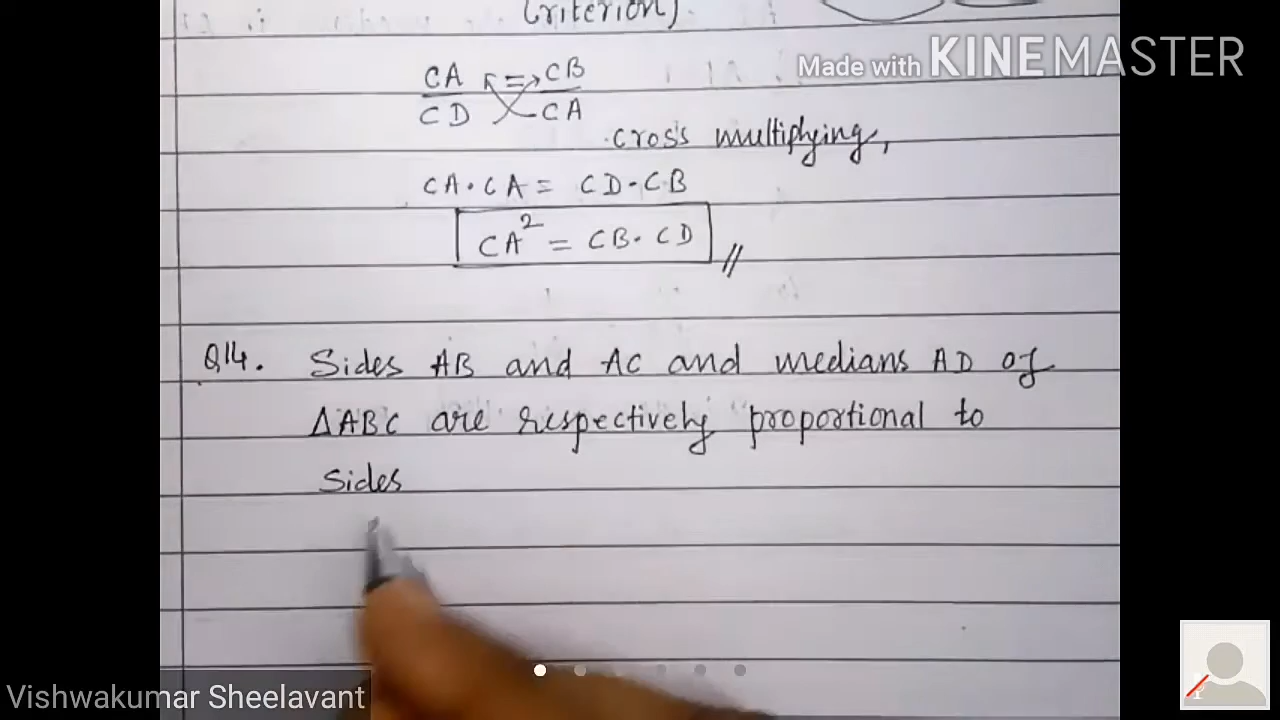 Criterion)
Made with KINEMASTER
CA = CB
CD CA
cross multiplying,
CA . CA = CD . CB
CA² = CB . CD //
Q14. Sides AB and AC and medians AD of
ΔABC are respectively proportional to
Sides
Vishwakumar Sheelavant